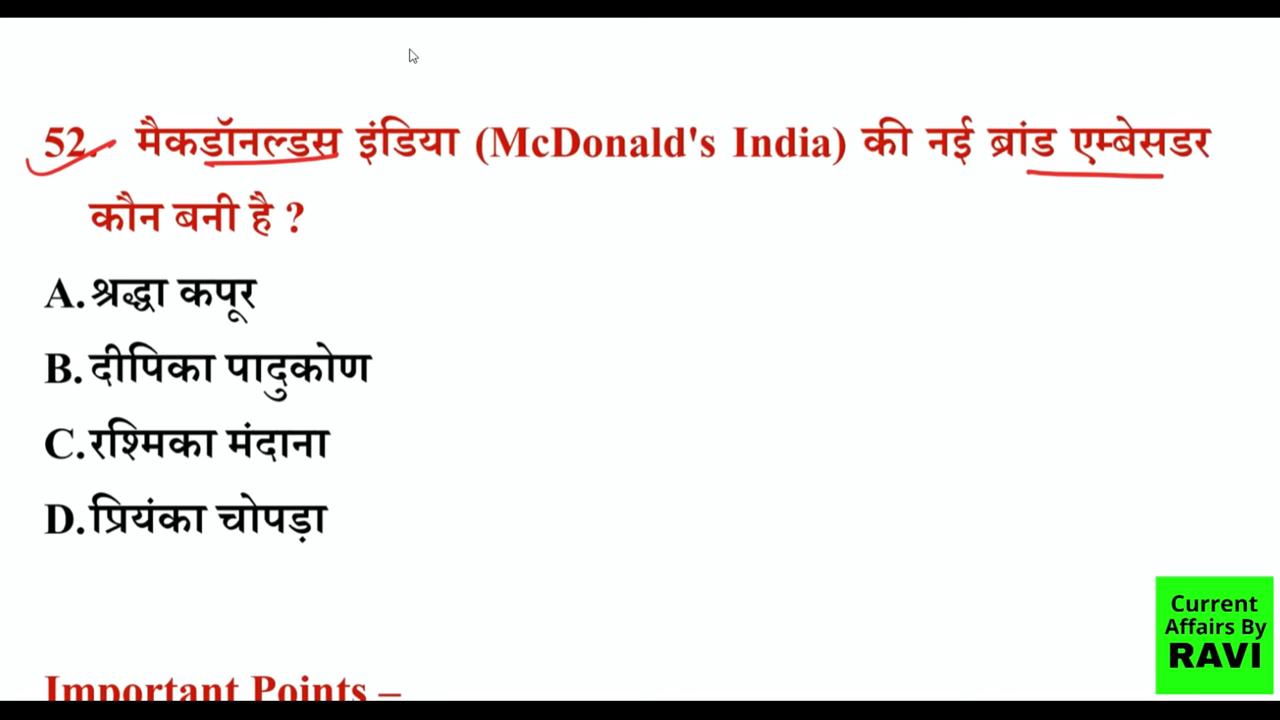 52. मैकडॉनल्डस इंडिया (McDonald's India) की नई ब्रांड एम्बेसडर
कौन बनी है ?
A. श्रद्धा कपूर
B. दीपिका पादुकोण
C. रश्मिका मंदाना
D. प्रियंका चोपड़ा
Important Points –
Current
Affairs By
RAVI